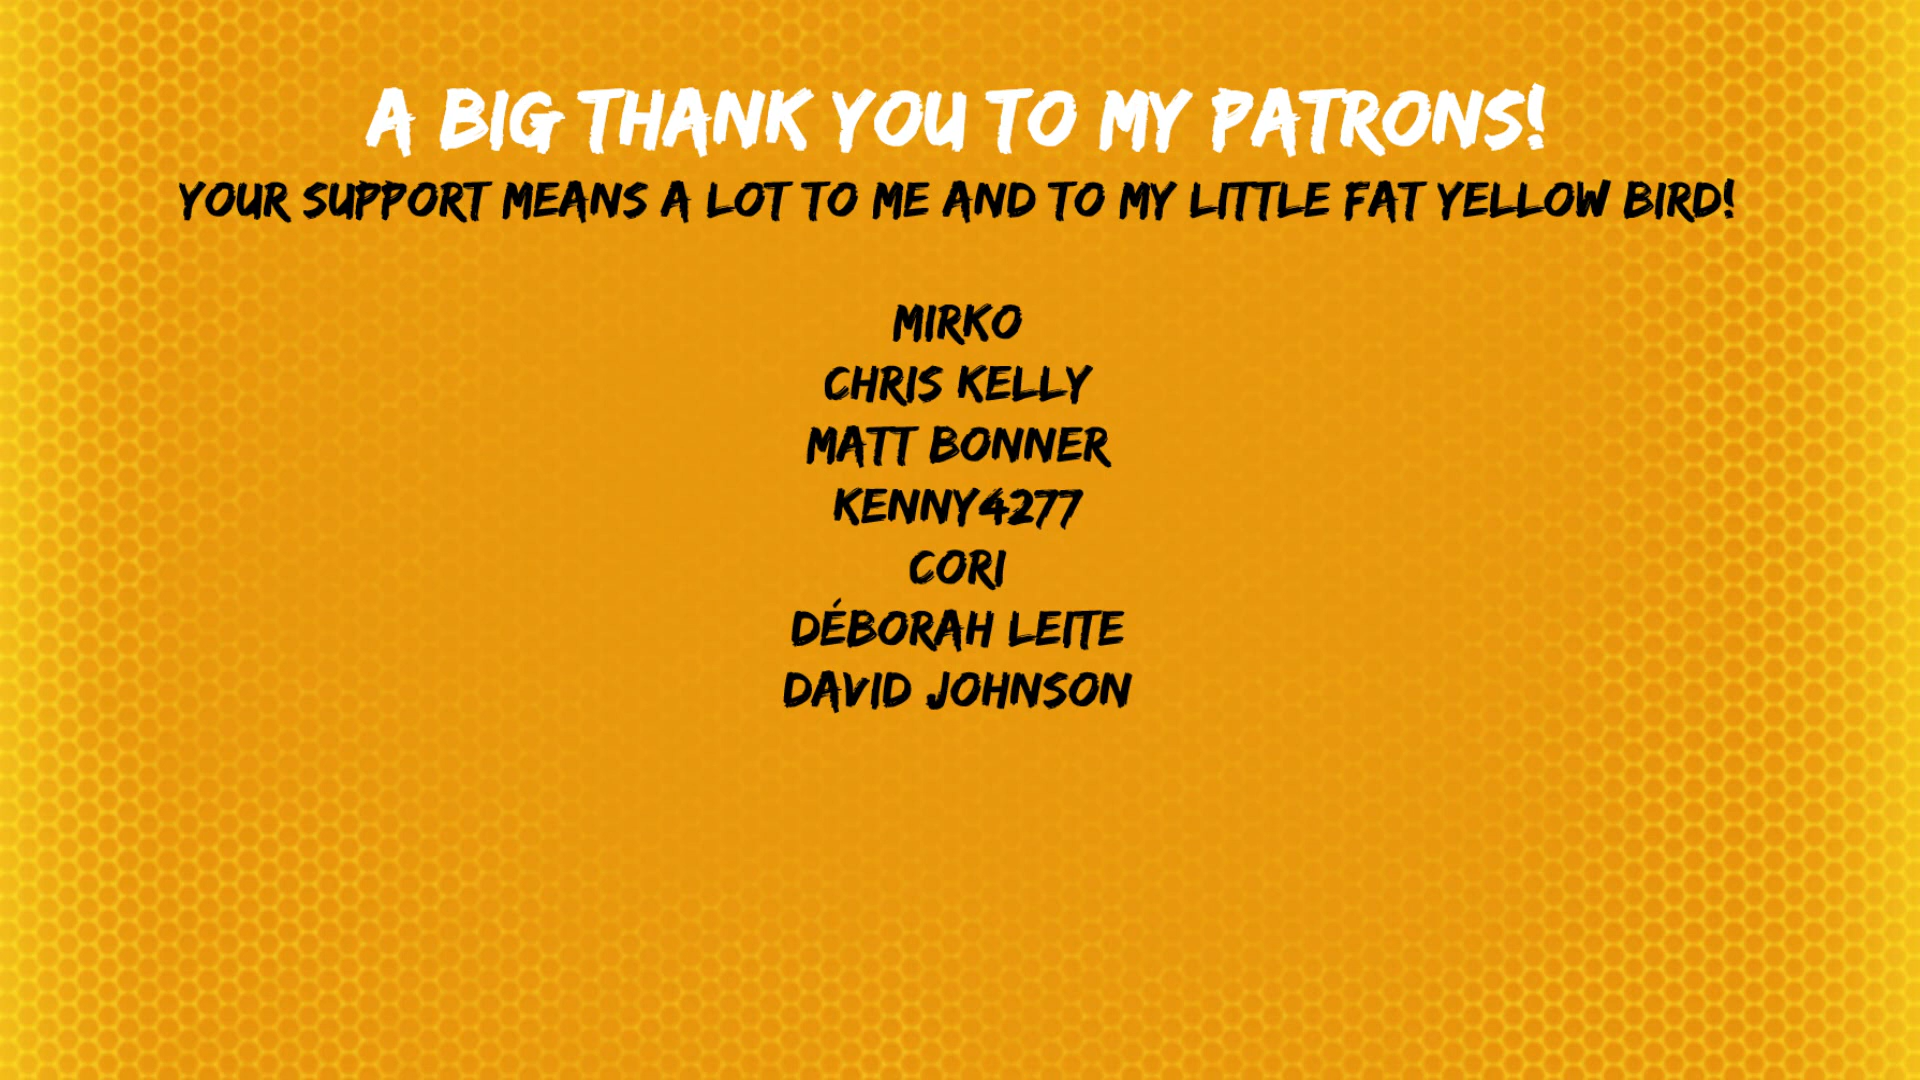 A BIG THANK YOU TO MY PATRONS!
YOUR SUPPORT MEANS A LOT TO ME AND TO MY LITTLE FAT YELLOW BIRD!
MIRKO
CHRIS KELLY
MATT BONNER
KENNY4277
CORI
DÉBORAH LEITE
DAVID JOHNSON